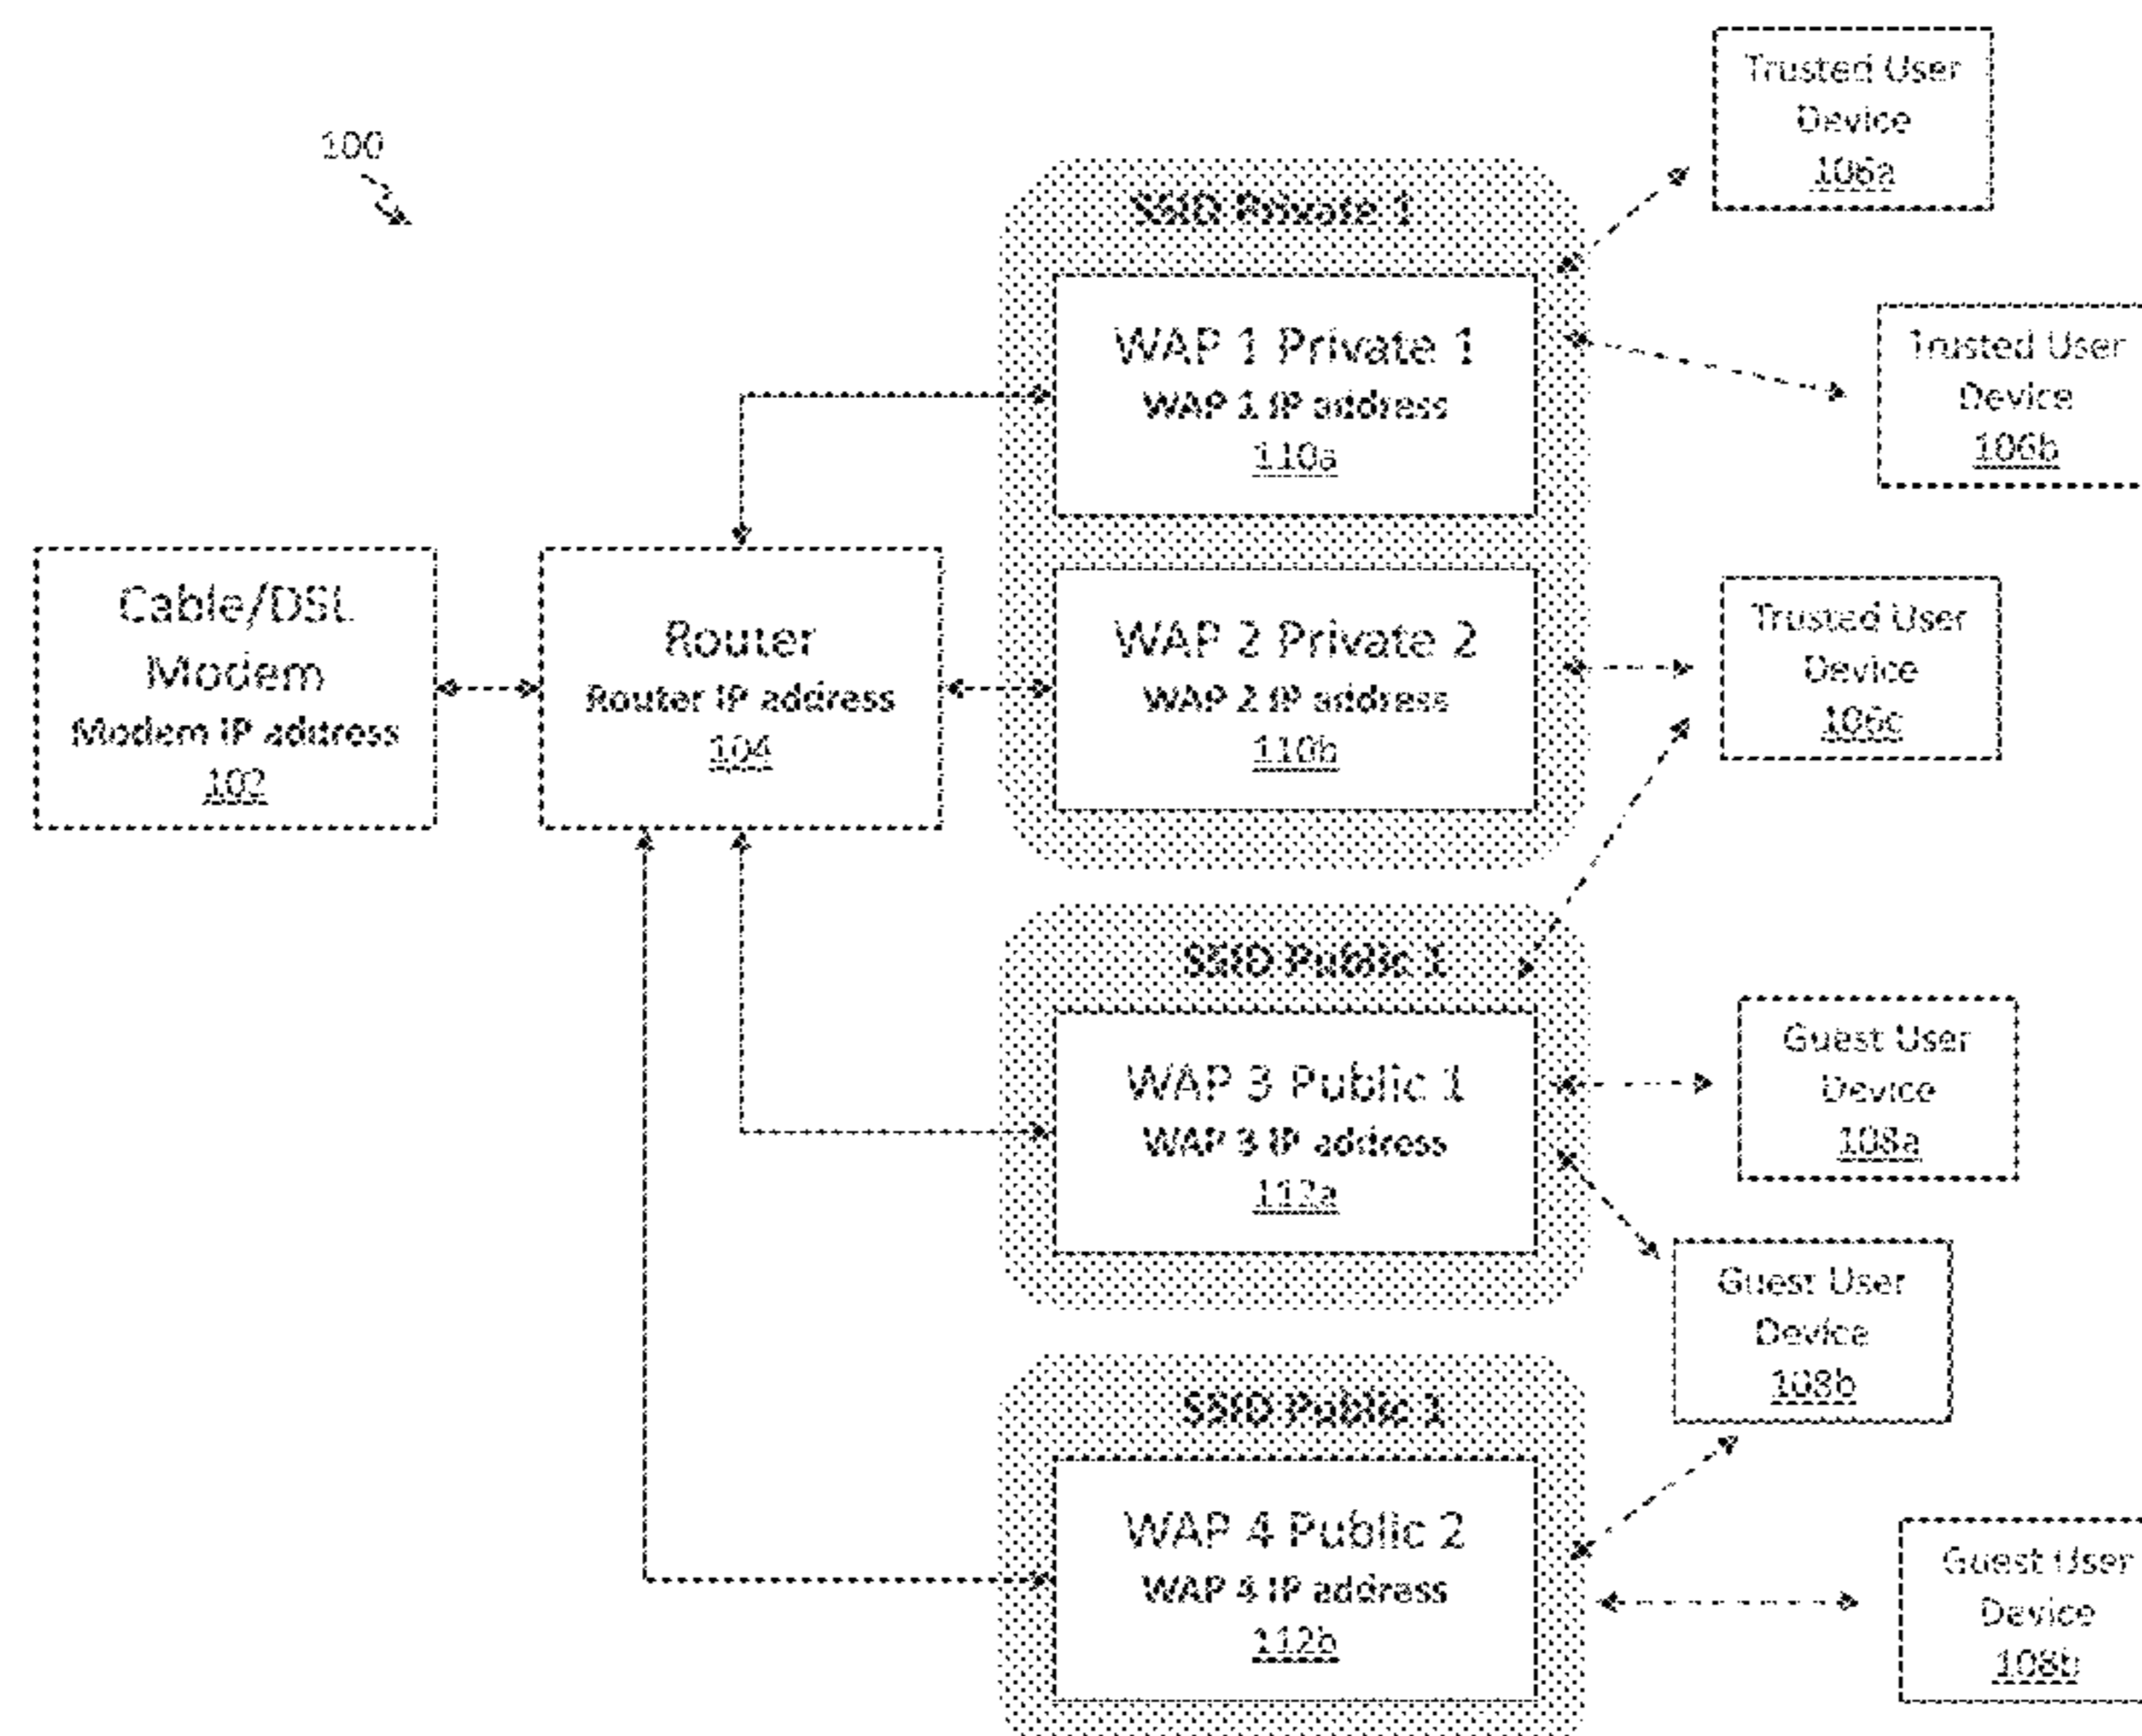 100
Trusted User
Device
106a
SSID Private 1
WAP 1 Private 1
WAP 1 IP address
110a
Trusted User
Device
106b
Cable/DSL
Modem
Modem IP address
102
Router
Router IP address
104
WAP 2 Private 2
WAP 2 IP address
110b
Trusted User
Device
106c
SSID Public 1
WAP 3 Public 1
WAP 3 IP address
112a
Guest User
Device
108a
Guest User
Device
108b
SSID Public 1
WAP 4 Public 2
WAP 4 IP address
112b
Guest User
Device
108b